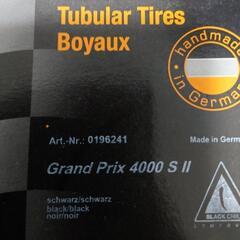 Tubular Tires
Boyaux
handmade
in German
Art.-Nr.: 0196241
Made in Germ
Grand Prix 4000 S II
schwarz/schwarz
black/black
noir/noir
BLACK CHILI